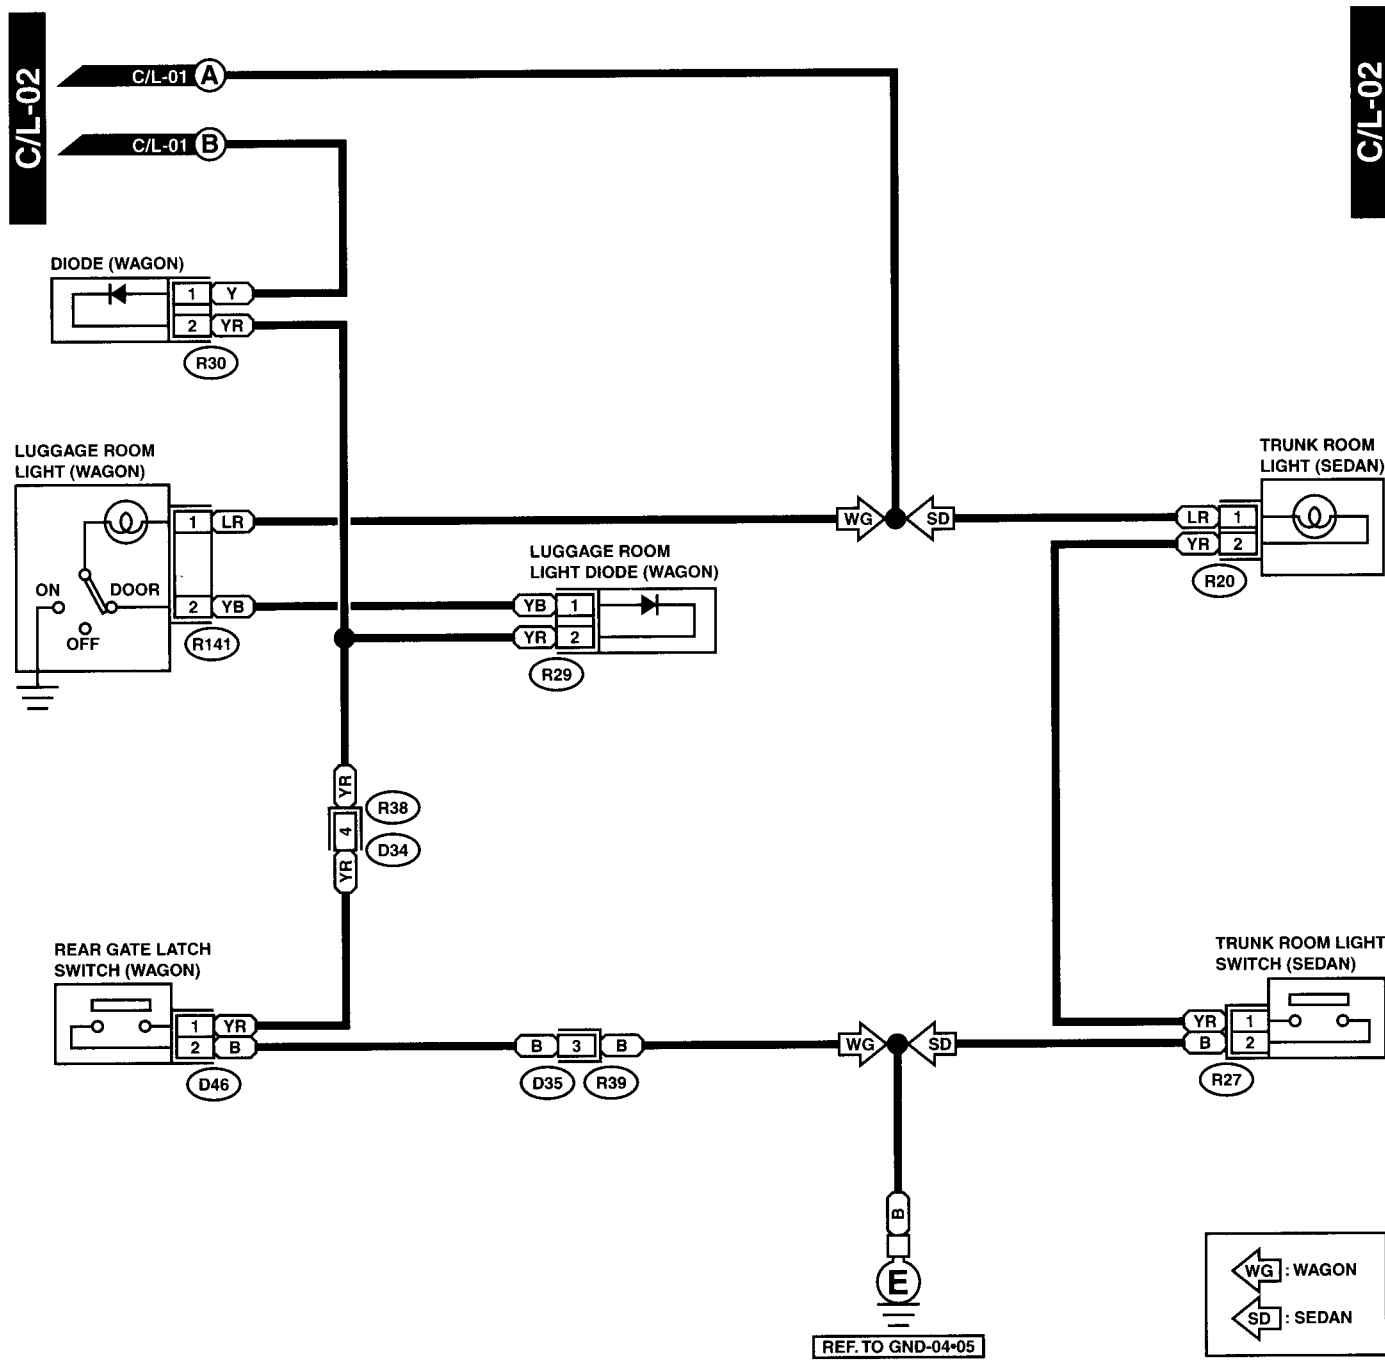 C/L-02
C/L-02
C/L-01 A
C/L-01 B
DIODE (WAGON)
1 Y
2 YR
R30
LUGGAGE ROOM
LIGHT (WAGON)
1 LR
ON
DOOR
OFF
2 YB
R141
LUGGAGE ROOM
LIGHT DIODE (WAGON)
YB 1
YR 2
R29
WG
SD
TRUNK ROOM
LIGHT (SEDAN)
LR 1
YR 2
R20
YR
4
YR
R38
D34
REAR GATE LATCH
SWITCH (WAGON)
1 YR
2 B
D46
B 3 B
D35
R39
WG
SD
TRUNK ROOM LIGHT
SWITCH (SEDAN)
YR 1
B 2
R27
B
E
REF. TO GND-04•05
WG : WAGON
SD : SEDAN